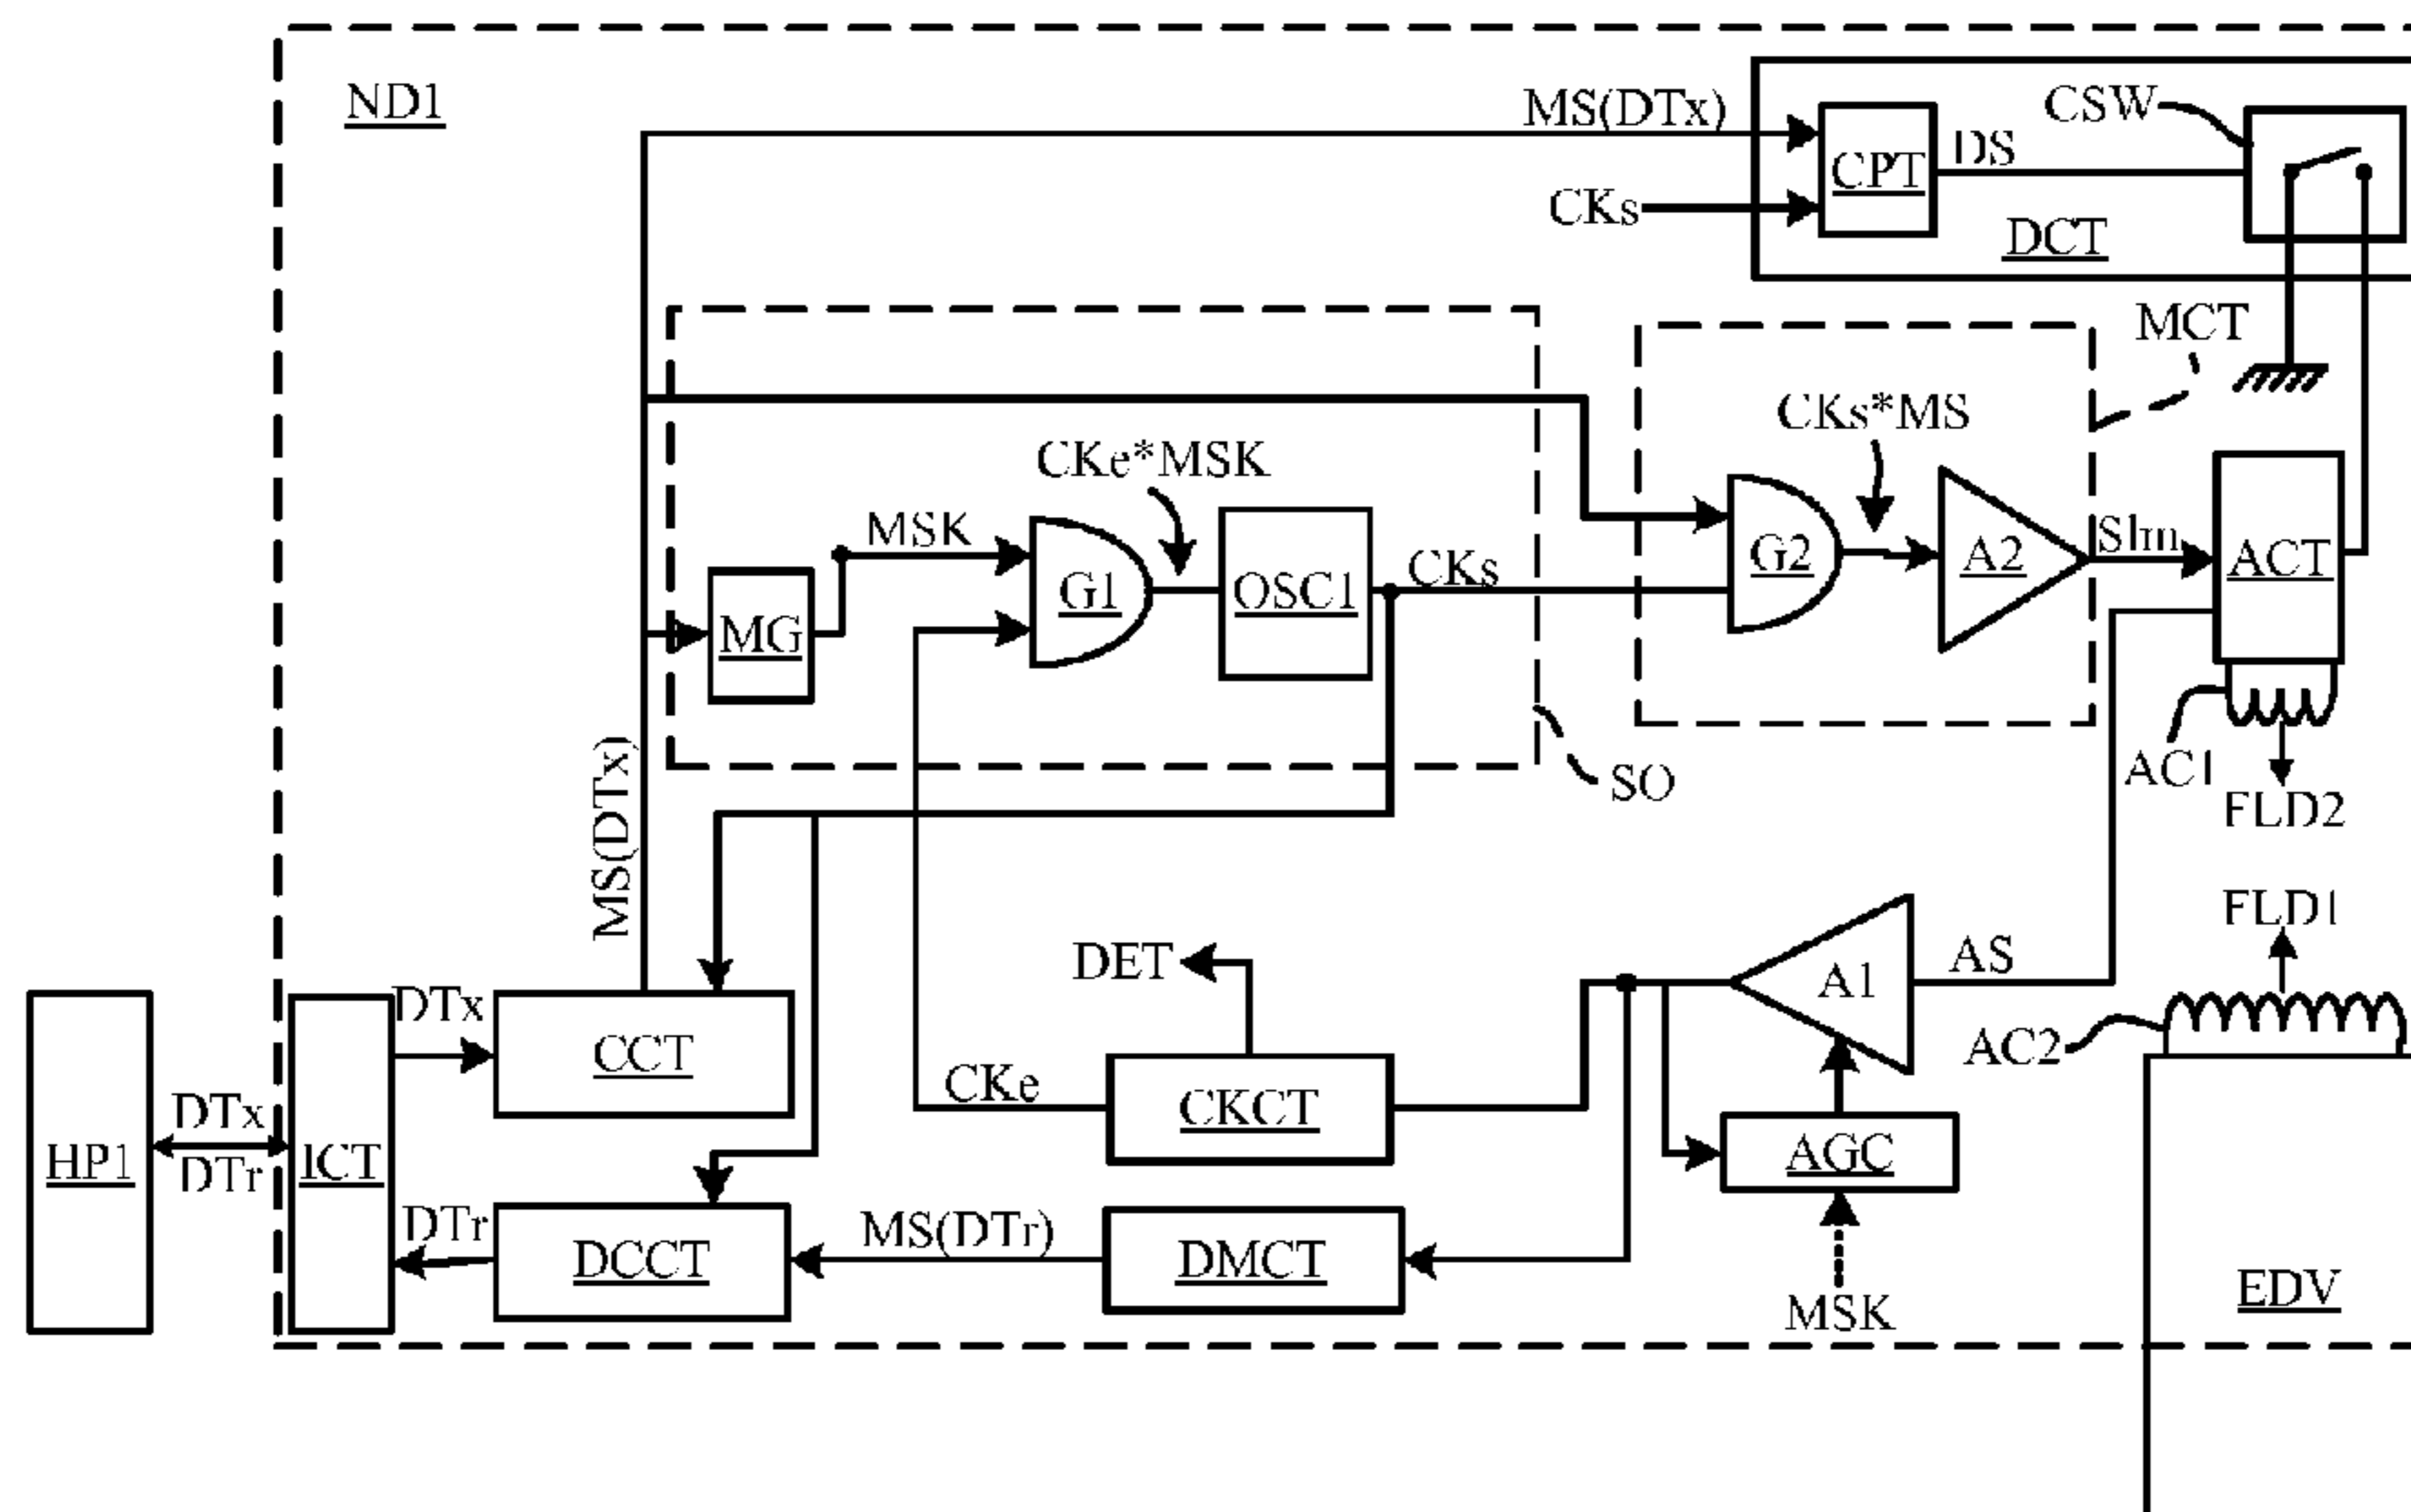 ND1
MS(DTx)
CKs
CPT
DS
CSW
DCT
MCT
CKe*MSK
MSK
MG
G1
OSC1
CKs
CKs*MS
G2
A2
Slm
ACT
AC1
FLD2
SO
MS(DTx)
FLD1
AC2
DET
A1
AS
HP1
DTx
DTr
ICT
DTx
CCT
CKe
CKCT
AGC
MSK
DTr
DCCT
MS(DTr)
DMCT
EDV